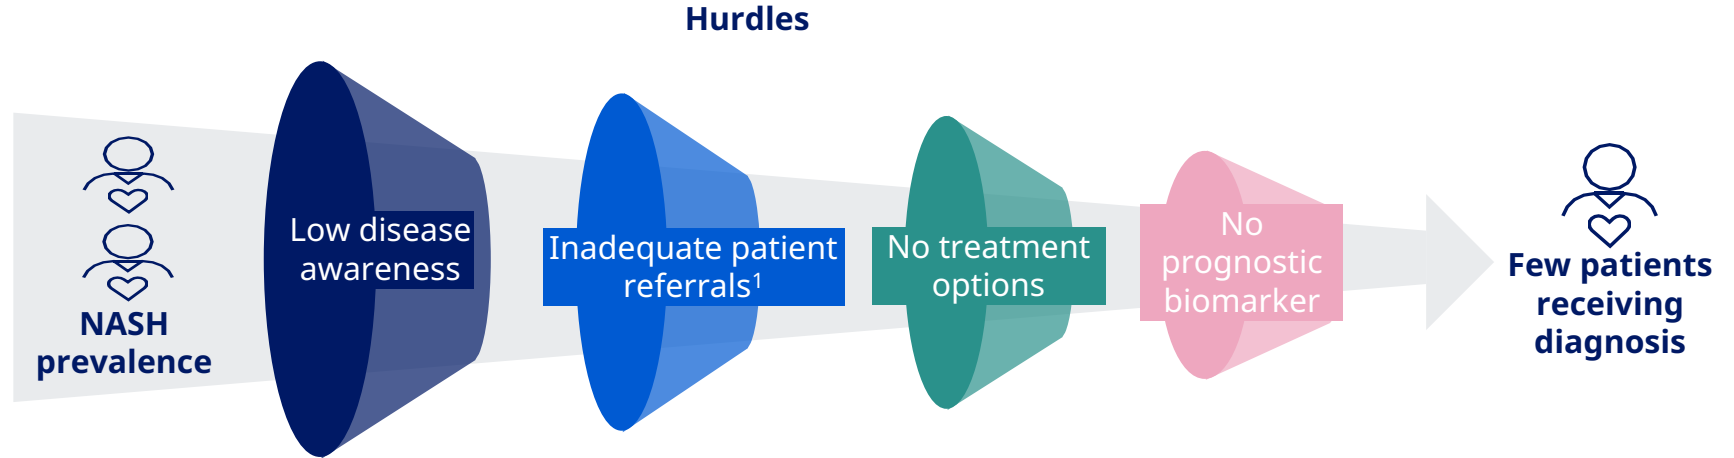 Hurdles
NASH
prevalence
Low disease
awareness
Inadequate patient
referrals¹
No treatment
options
No
prognostic
biomarker
Few patients
receiving
diagnosis